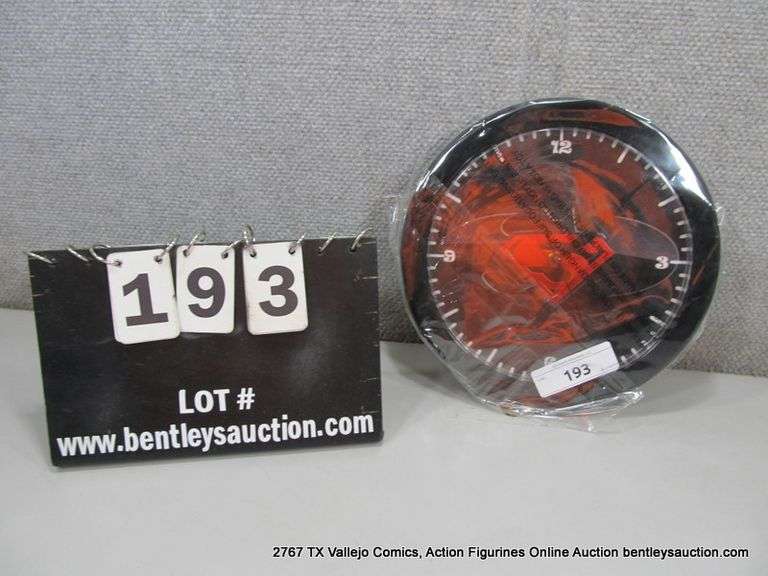 193
LOT #
www.bentleysauction.com
12
3
9
193
2767 TX Vallejo Comics, Action Figurines Online Auction bentleysauction.com